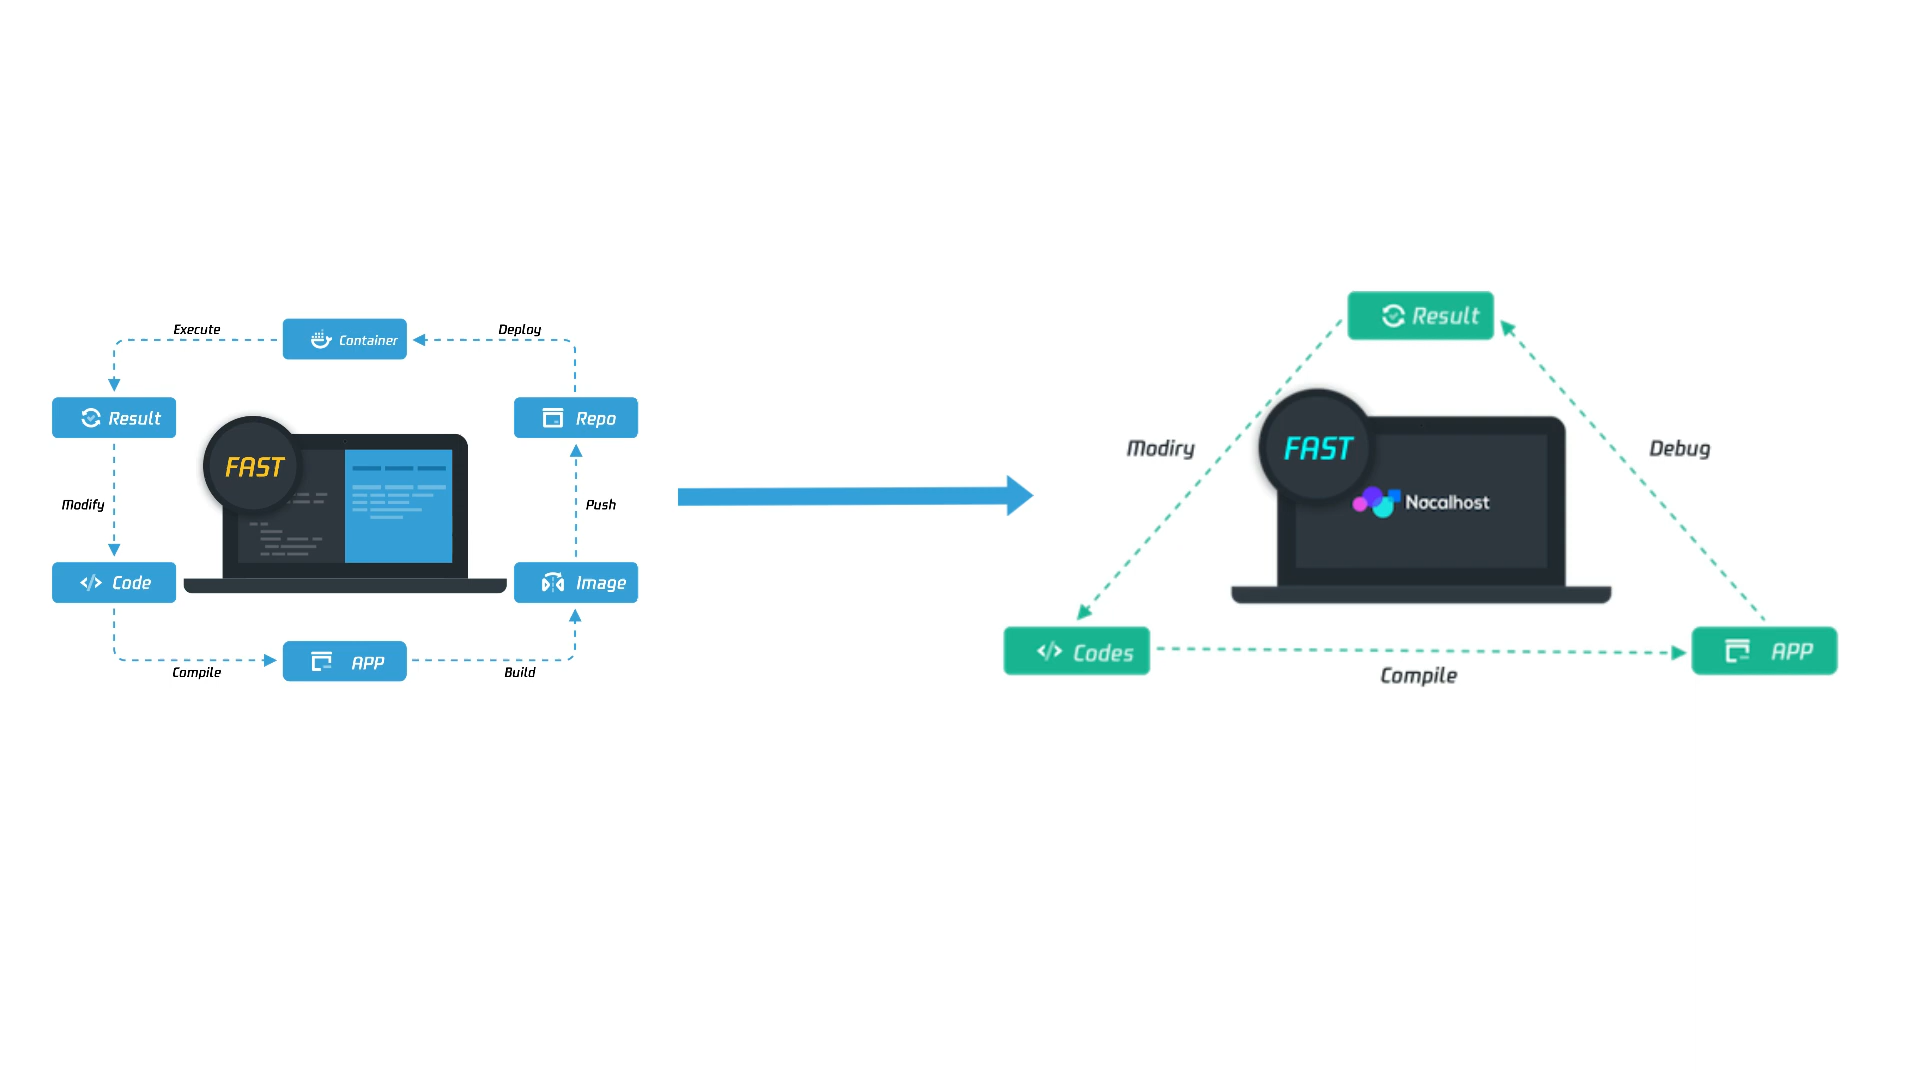 Execute
Container
Deploy
Result
Repo
FAST
Modify
Push
Code
Image
APP
Compile
Build
Result
Modiry
FAST
Debug
Nocalhost
Codes
APP
Compile